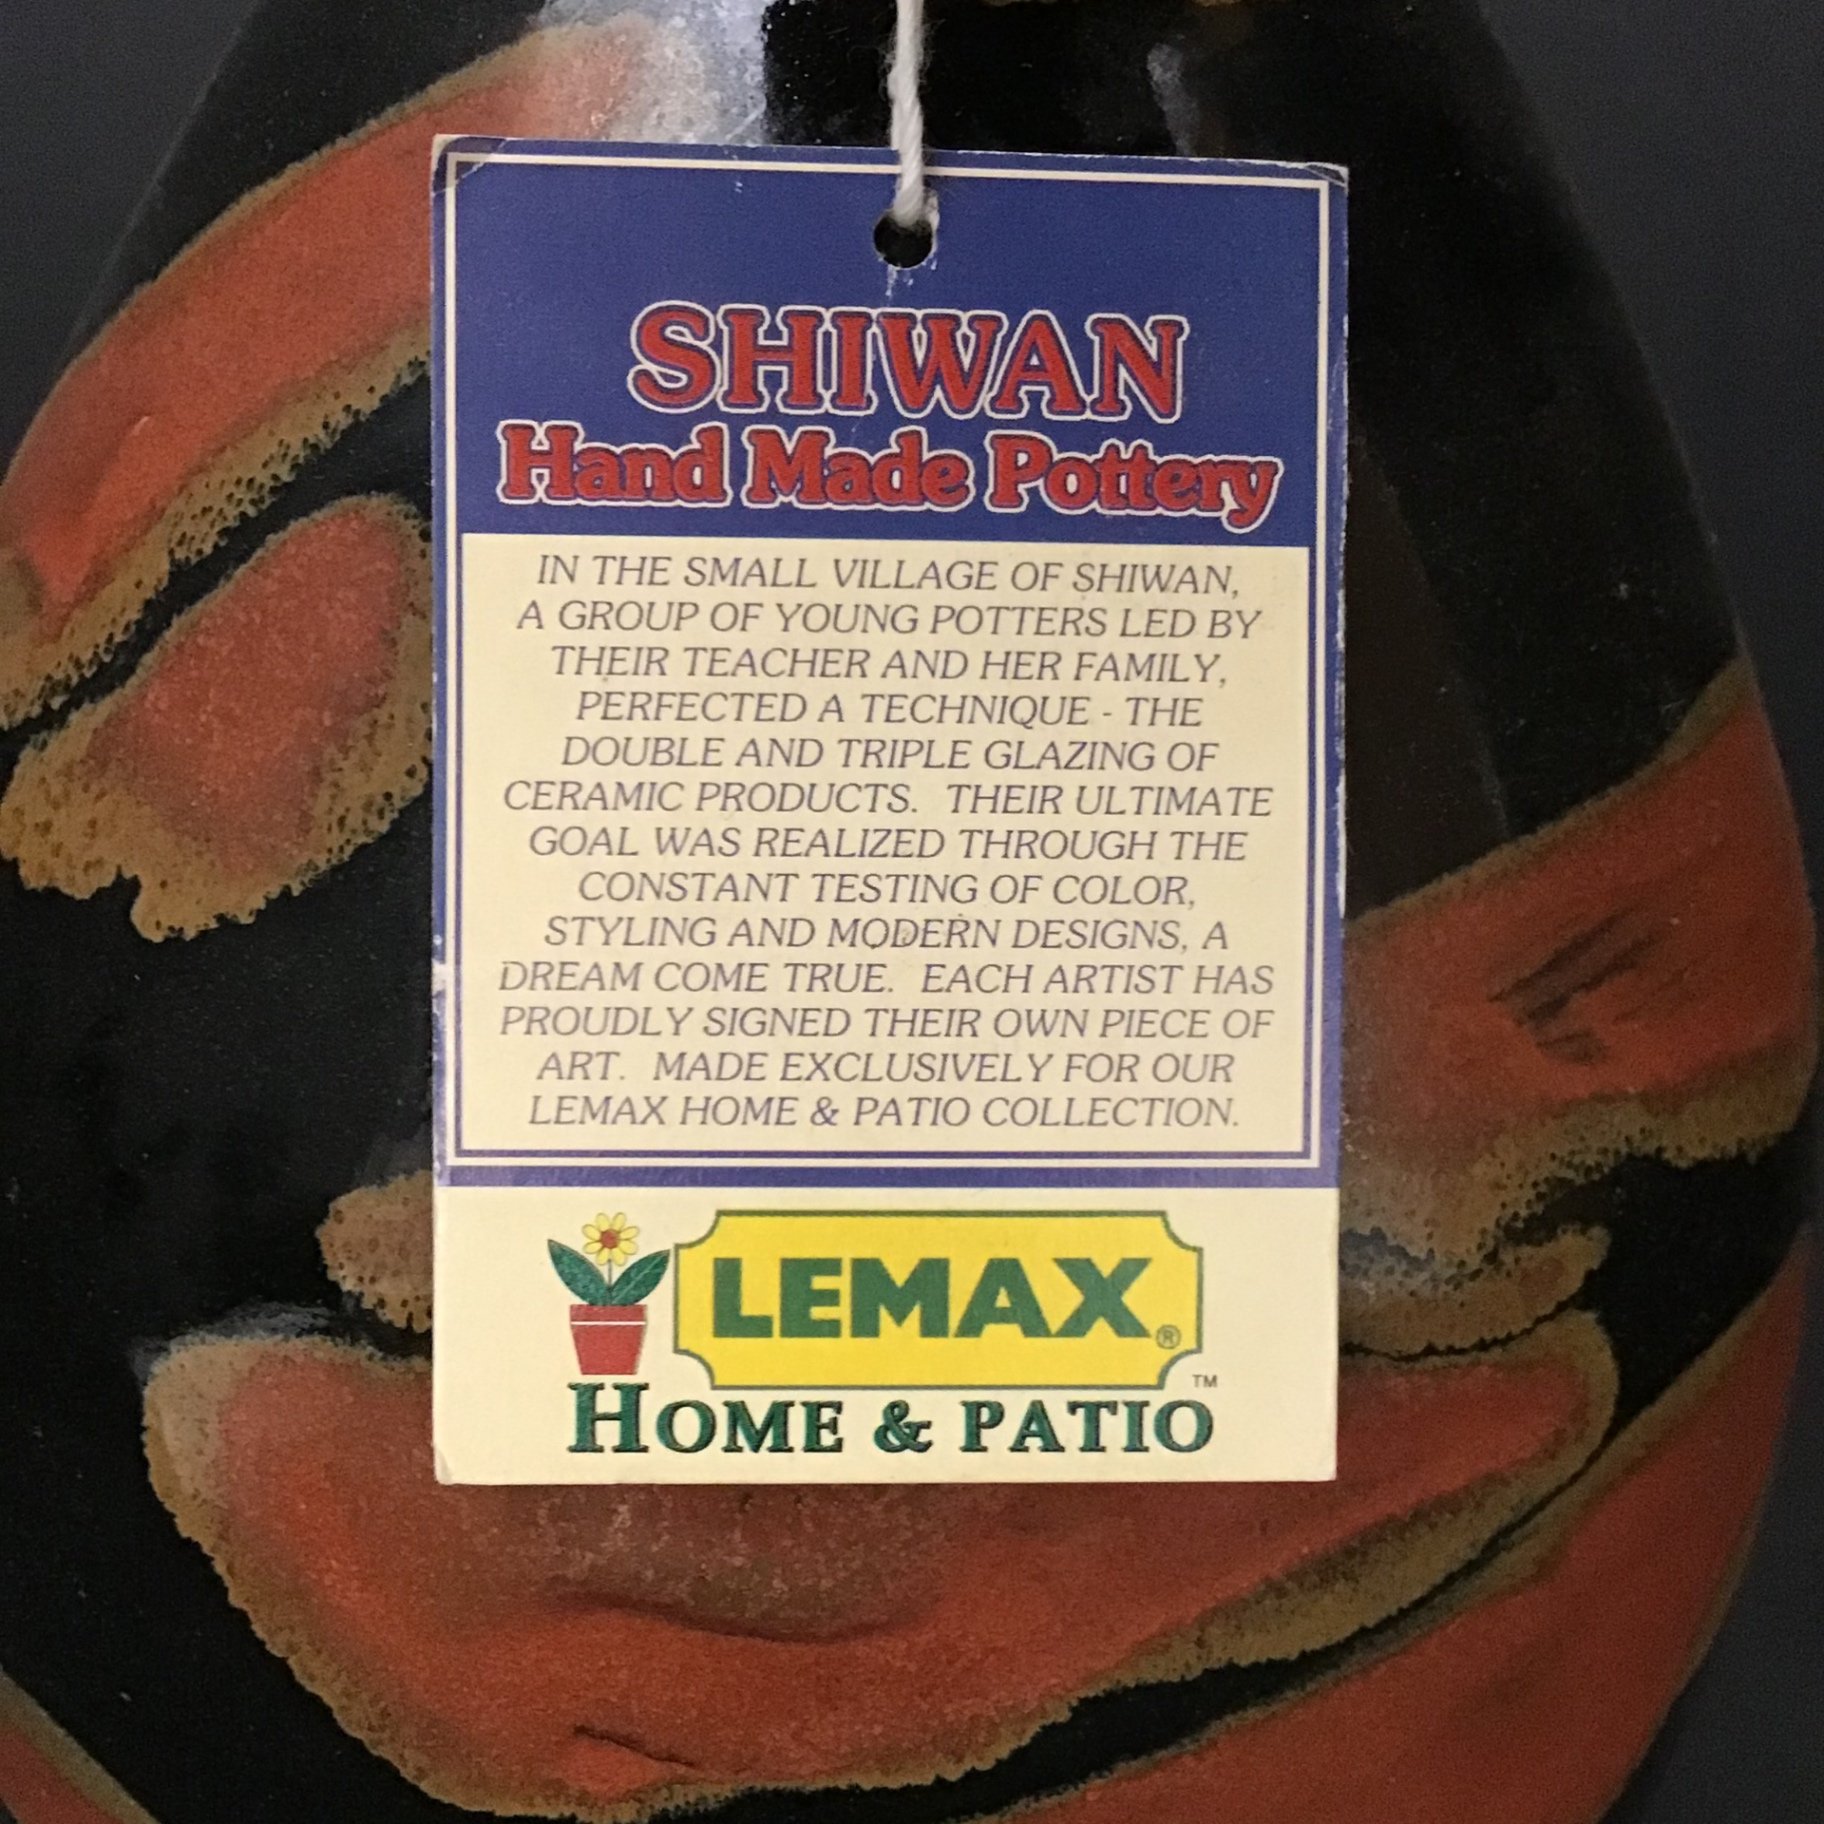 SHIWAN
Hand Made Pottery
IN THE SMALL VILLAGE OF SHIWAN,
A GROUP OF YOUNG POTTERS LED BY
THEIR TEACHER AND HER FAMILY,
PERFECTED A TECHNIQUE - THE
DOUBLE AND TRIPLE GLAZING OF
CERAMIC PRODUCTS. THEIR ULTIMATE
GOAL WAS REALIZED THROUGH THE
CONSTANT TESTING OF COLOR,
STYLING AND MODERN DESIGNS, A
DREAM COME TRUE. EACH ARTIST HAS
PROUDLY SIGNED THEIR OWN PIECE OF
ART. MADE EXCLUSIVELY FOR OUR
LEMAX HOME & PATIO COLLECTION.
LEMAX®
™
HOME & PATIO